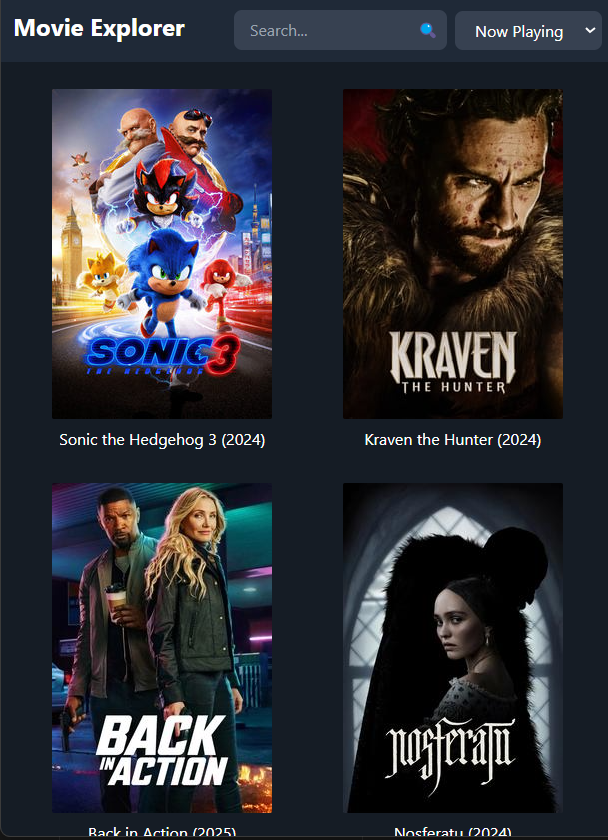 Movie Explorer
Search...
Now Playing
SONIC 3
THE HEDGEHOG
KRAVEN
THE HUNTER
Sonic the Hedgehog 3 (2024)
Kraven the Hunter (2024)
BACK
IN ACTION
nosferatu
Back in Action (2025)
Nosferatu (2024)